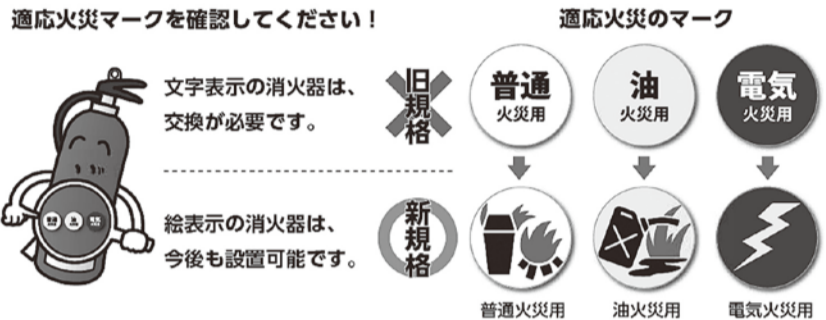 適応火災マークを確認してください！
適応火災のマーク
文字表示の消火器は、
交換が必要です。
旧規格
普通
火災用
油
火災用
電気
火災用
絵表示の消火器は、
今後も設置可能です。
新規格
普通火災用
油火災用
電気火災用